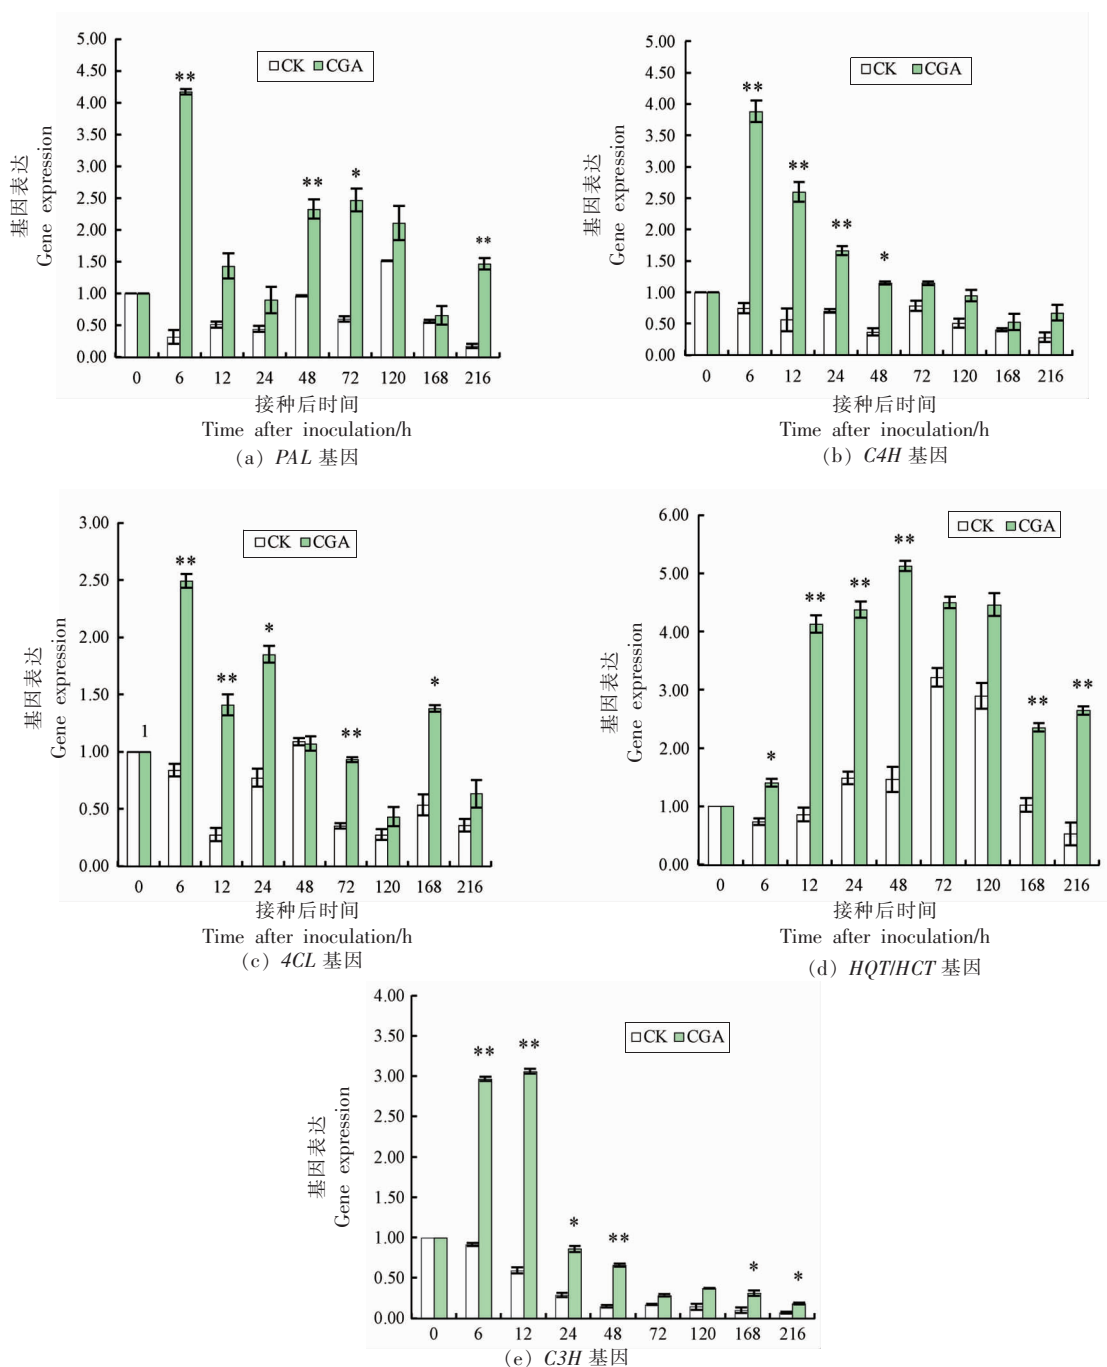 5.00
4.50
4.00
3.50
3.00
2.50
2.00
1.50
1.00
0.50
0.00
CK CGA
** ** * **
0 6 12 24 48 72 120 168 216
基因表达
Gene expression
接种后时间
Time after inoculation/h
(a) PAL 基因
5.00
4.50
4.00
3.50
3.00
2.50
2.00
1.50
1.00
0.50
0.00
CK CGA
** ** ** *
0 6 12 24 48 72 120 168 216
基因表达
Gene expression
接种后时间
Time after inoculation/h
(b) C4H 基因
3.00
2.50
2.00
1.50
1.00
0.50
0.00
CK CGA
1 ** ** * ** *
0 6 12 24 48 72 120 168 216
基因表达
Gene expression
接种后时间
Time after inoculation/h
(c) 4CL 基因
6.00
5.00
4.00
3.00
2.00
1.00
0.00
CK CGA
* ** ** ** ** **
0 6 12 24 48 72 120 168 216
基因表达
Gene expression
接种后时间
Time after inoculation/h
(d) HQT/HCT 基因
4.00
3.50
3.00
2.50
2.00
1.50
1.00
0.50
0.00
CK CGA
** ** * ** * *
0 6 12 24 48 72 120 168 216
基因表达
Gene expression
(e) C3H 基因